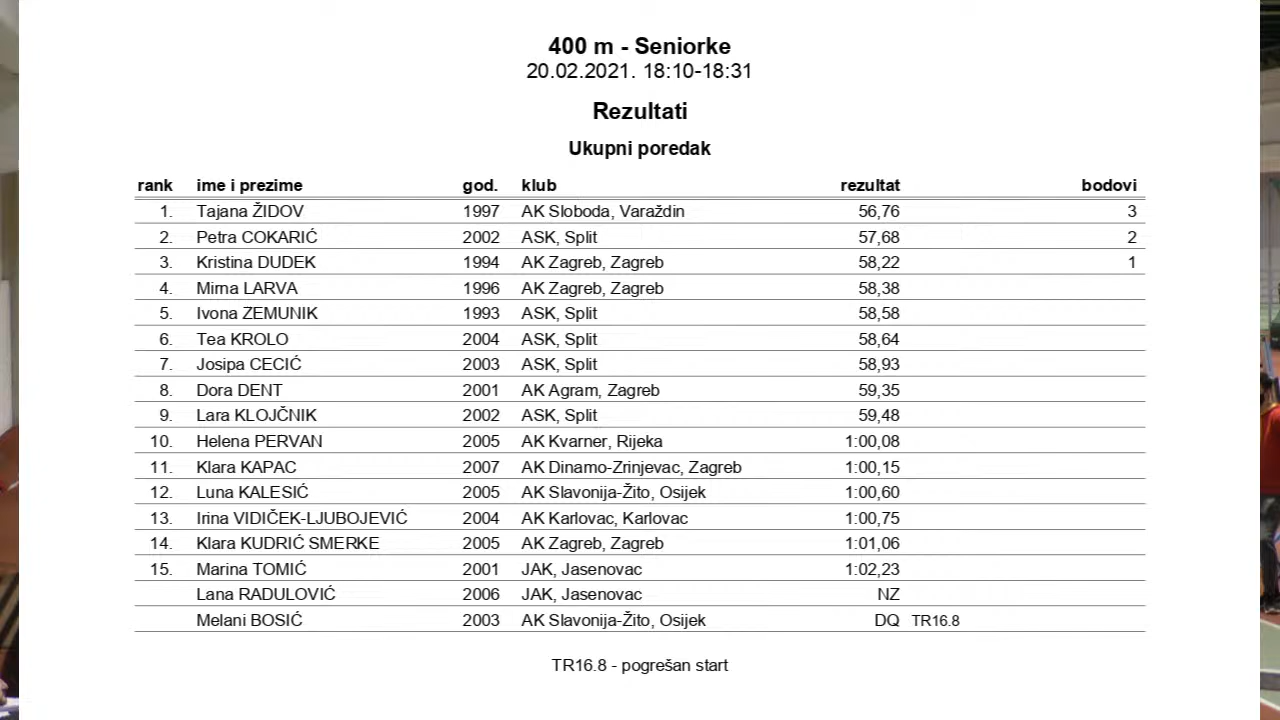 400 m - Seniorke
20.02.2021. 18:10-18:31
Rezultati
Ukupni poredak
rank ime i prezime god. klub rezultat bodovi
1. Tajana ŽIDOV 1997 AK Sloboda, Varaždin 56,76 3
2. Petra COKARIĆ 2002 ASK, Split 57,68 2
3. Kristina DUDEK 1994 AK Zagreb, Zagreb 58,22 1
4. Mirna LARVA 1996 AK Zagreb, Zagreb 58,38
5. Ivona ZEMUNIK 1993 ASK, Split 58,58
6. Tea KROLO 2004 ASK, Split 58,64
7. Josipa CECIĆ 2003 ASK, Split 58,93
8. Dora DENT 2001 AK Agram, Zagreb 59,35
9. Lara KLOJČNIK 2002 ASK, Split 59,48
10. Helena PERVAN 2005 AK Kvarner, Rijeka 1:00,08
11. Klara KAPAC 2007 AK Dinamo-Zrinjevac, Zagreb 1:00,15
12. Luna KALESIĆ 2005 AK Slavonija-Žito, Osijek 1:00,60
13. Irina VIDIČEK-LJUBOJEVIĆ 2004 AK Karlovac, Karlovac 1:00,75
14. Klara KUDRIĆ SMERKE 2005 AK Zagreb, Zagreb 1:01,06
15. Marina TOMIĆ 2001 JAK, Jasenovac 1:02,23
Lana RADULOVIĆ 2006 JAK, Jasenovac NZ
Melani BOSIĆ 2003 AK Slavonija-Žito, Osijek DQ TR16.8
TR16.8 - pogrešan start